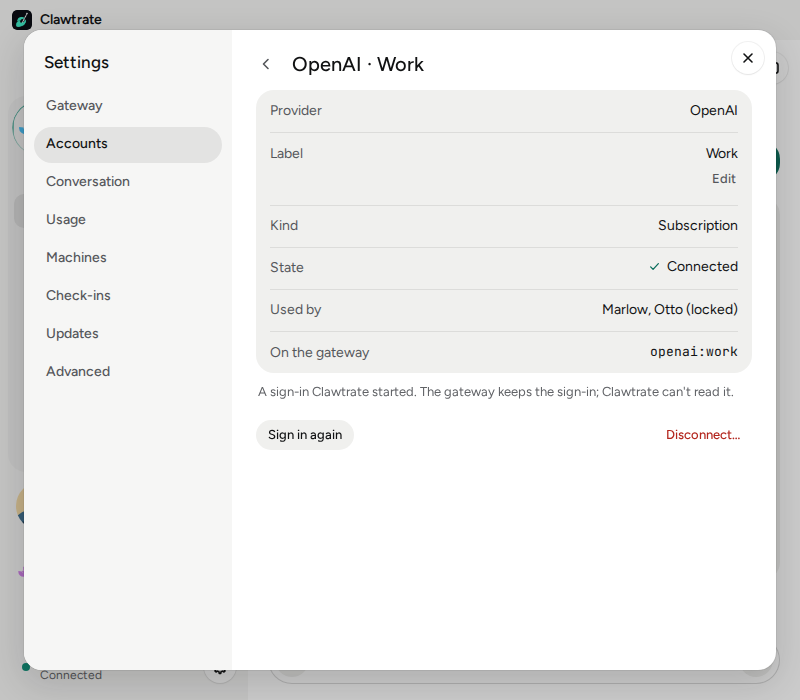 Clawtrate
Settings
Gateway
Accounts
Conversation
Usage
Machines
Check-ins
Updates
Advanced
OpenAI · Work
Provider OpenAI
Label Work
Edit
Kind Subscription
State Connected
Used by Marlow, Otto (locked)
On the gateway openai:work
A sign-in Clawtrate started. The gateway keeps the sign-in; Clawtrate can't read it.
Sign in again Disconnect...
Connected